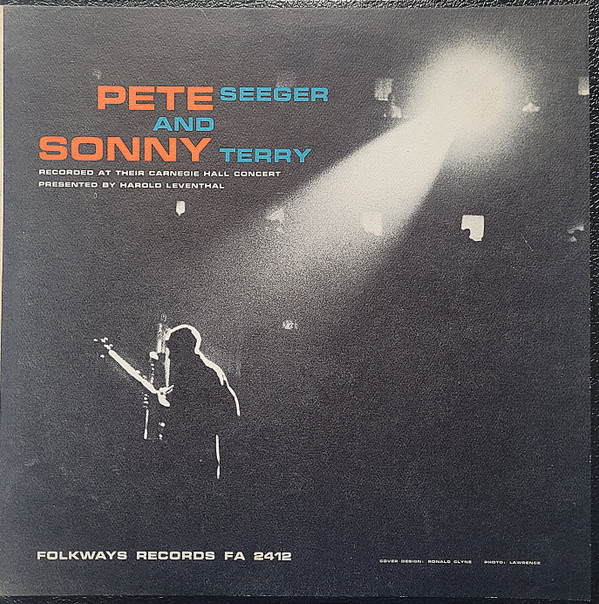 PETE SEEGER
AND
SONNY TERRY
RECORDED AT THEIR CARNEGIE HALL CONCERT
PRESENTED BY HAROLD LEVENTHAL
FOLKWAYS RECORDS FA 2412
COVER DESIGN: RONALD CLYNE PHOTO: LAWRENCE